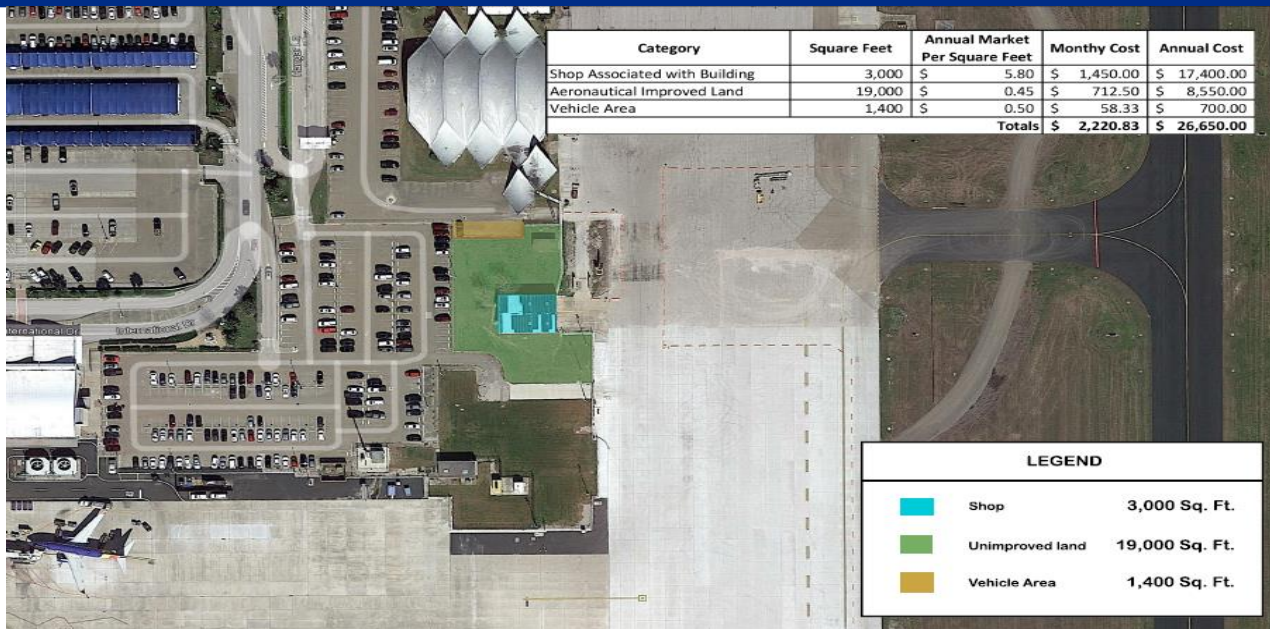 Category Square Feet Annual Market Per Square Feet Monthy Cost Annual Cost
Shop Associated with Building 3,000 $ 5.80 $ 1,450.00 $ 17,400.00
Aeronautical Improved Land 19,000 $ 0.45 $ 712.50 $ 8,550.00
Vehicle Area 1,400 $ 0.50 $ 58.33 $ 700.00
Totals $ 2,220.83 $ 26,650.00
International Dr
LEGEND
Shop 3,000 Sq. Ft.
Unimproved land 19,000 Sq. Ft.
Vehicle Area 1,400 Sq. Ft.